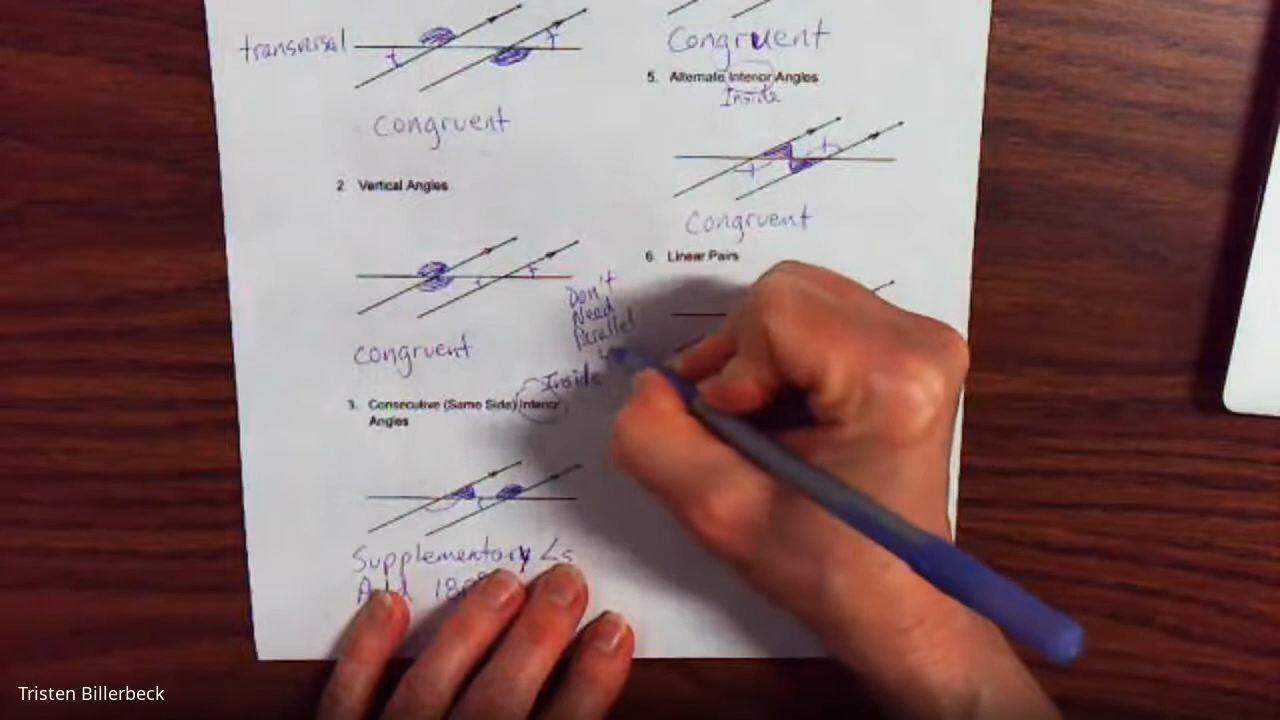 transversal
Congruent
2. Vertical Angles
Don't
Need
Parallel
Congruent
Inside
3. Consecutive (Same Side) Interior
Angles
Supplementary ∠s
Add
Congruent
5. Alternate Interior Angles
Inside
Congruent
6. Linear Pairs
Tristen Billerbeck